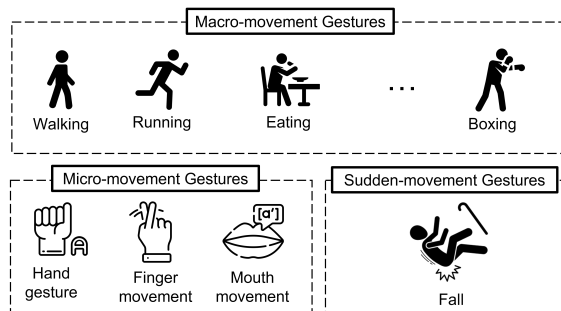 Macro-movement Gestures
Walking
Running
Eating
...
Boxing
Micro-movement Gestures
Sudden-movement Gestures
[a']
Hand
gesture
Finger
movement
Mouth
movement
Fall